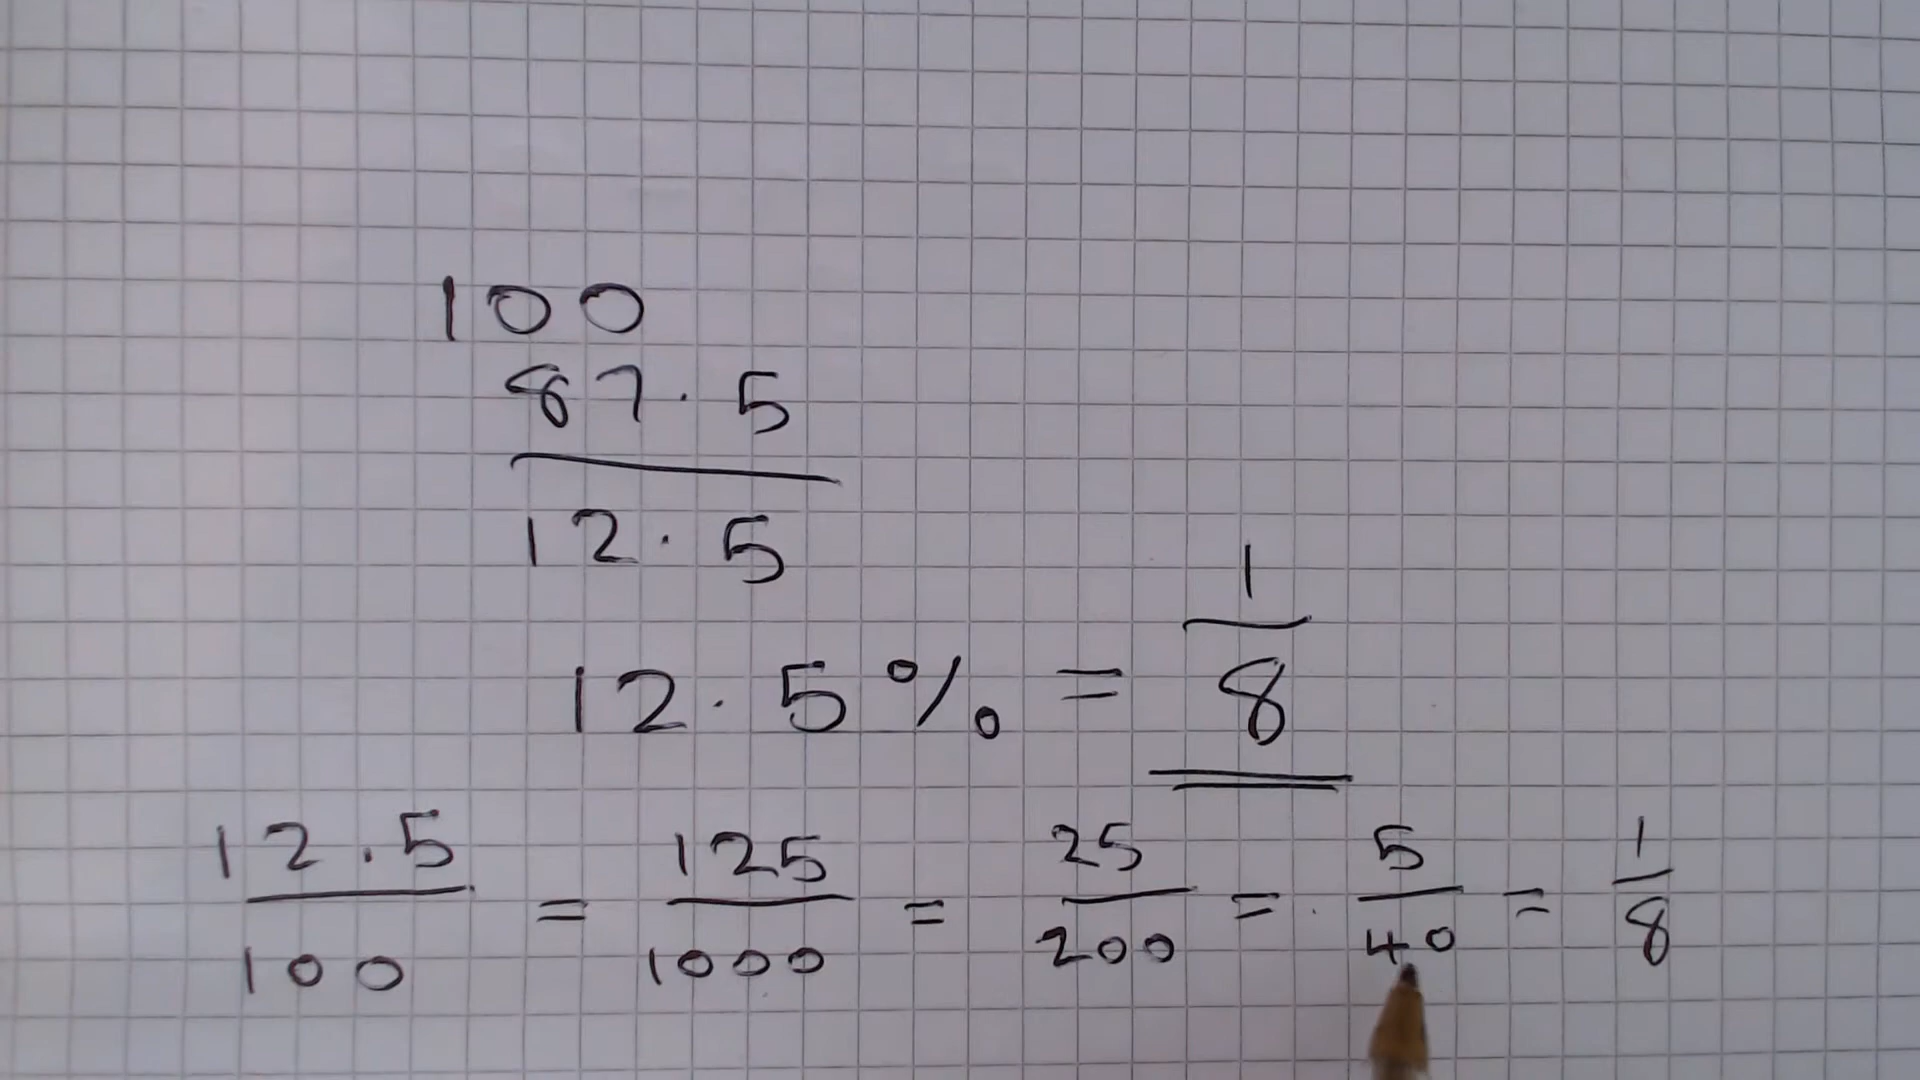 100
87.5
12.5
12.5% = 1/8
12.5/100 = 125/1000 = 25/200 = 5/40 = 1/8